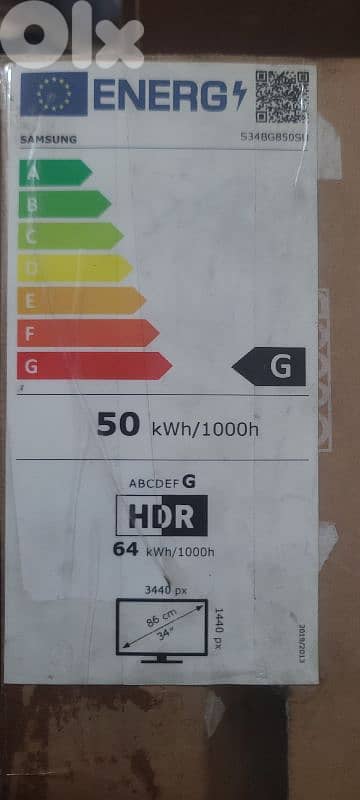 OLX
ENERG
SAMSUNG
S34BG850SU
A
B
C
D
E
F
G
G
50 kWh/1000h
ABCDEF G
HDR
64 kWh/1000h
3440 px
86 cm
34"
1440 px
2019/2013